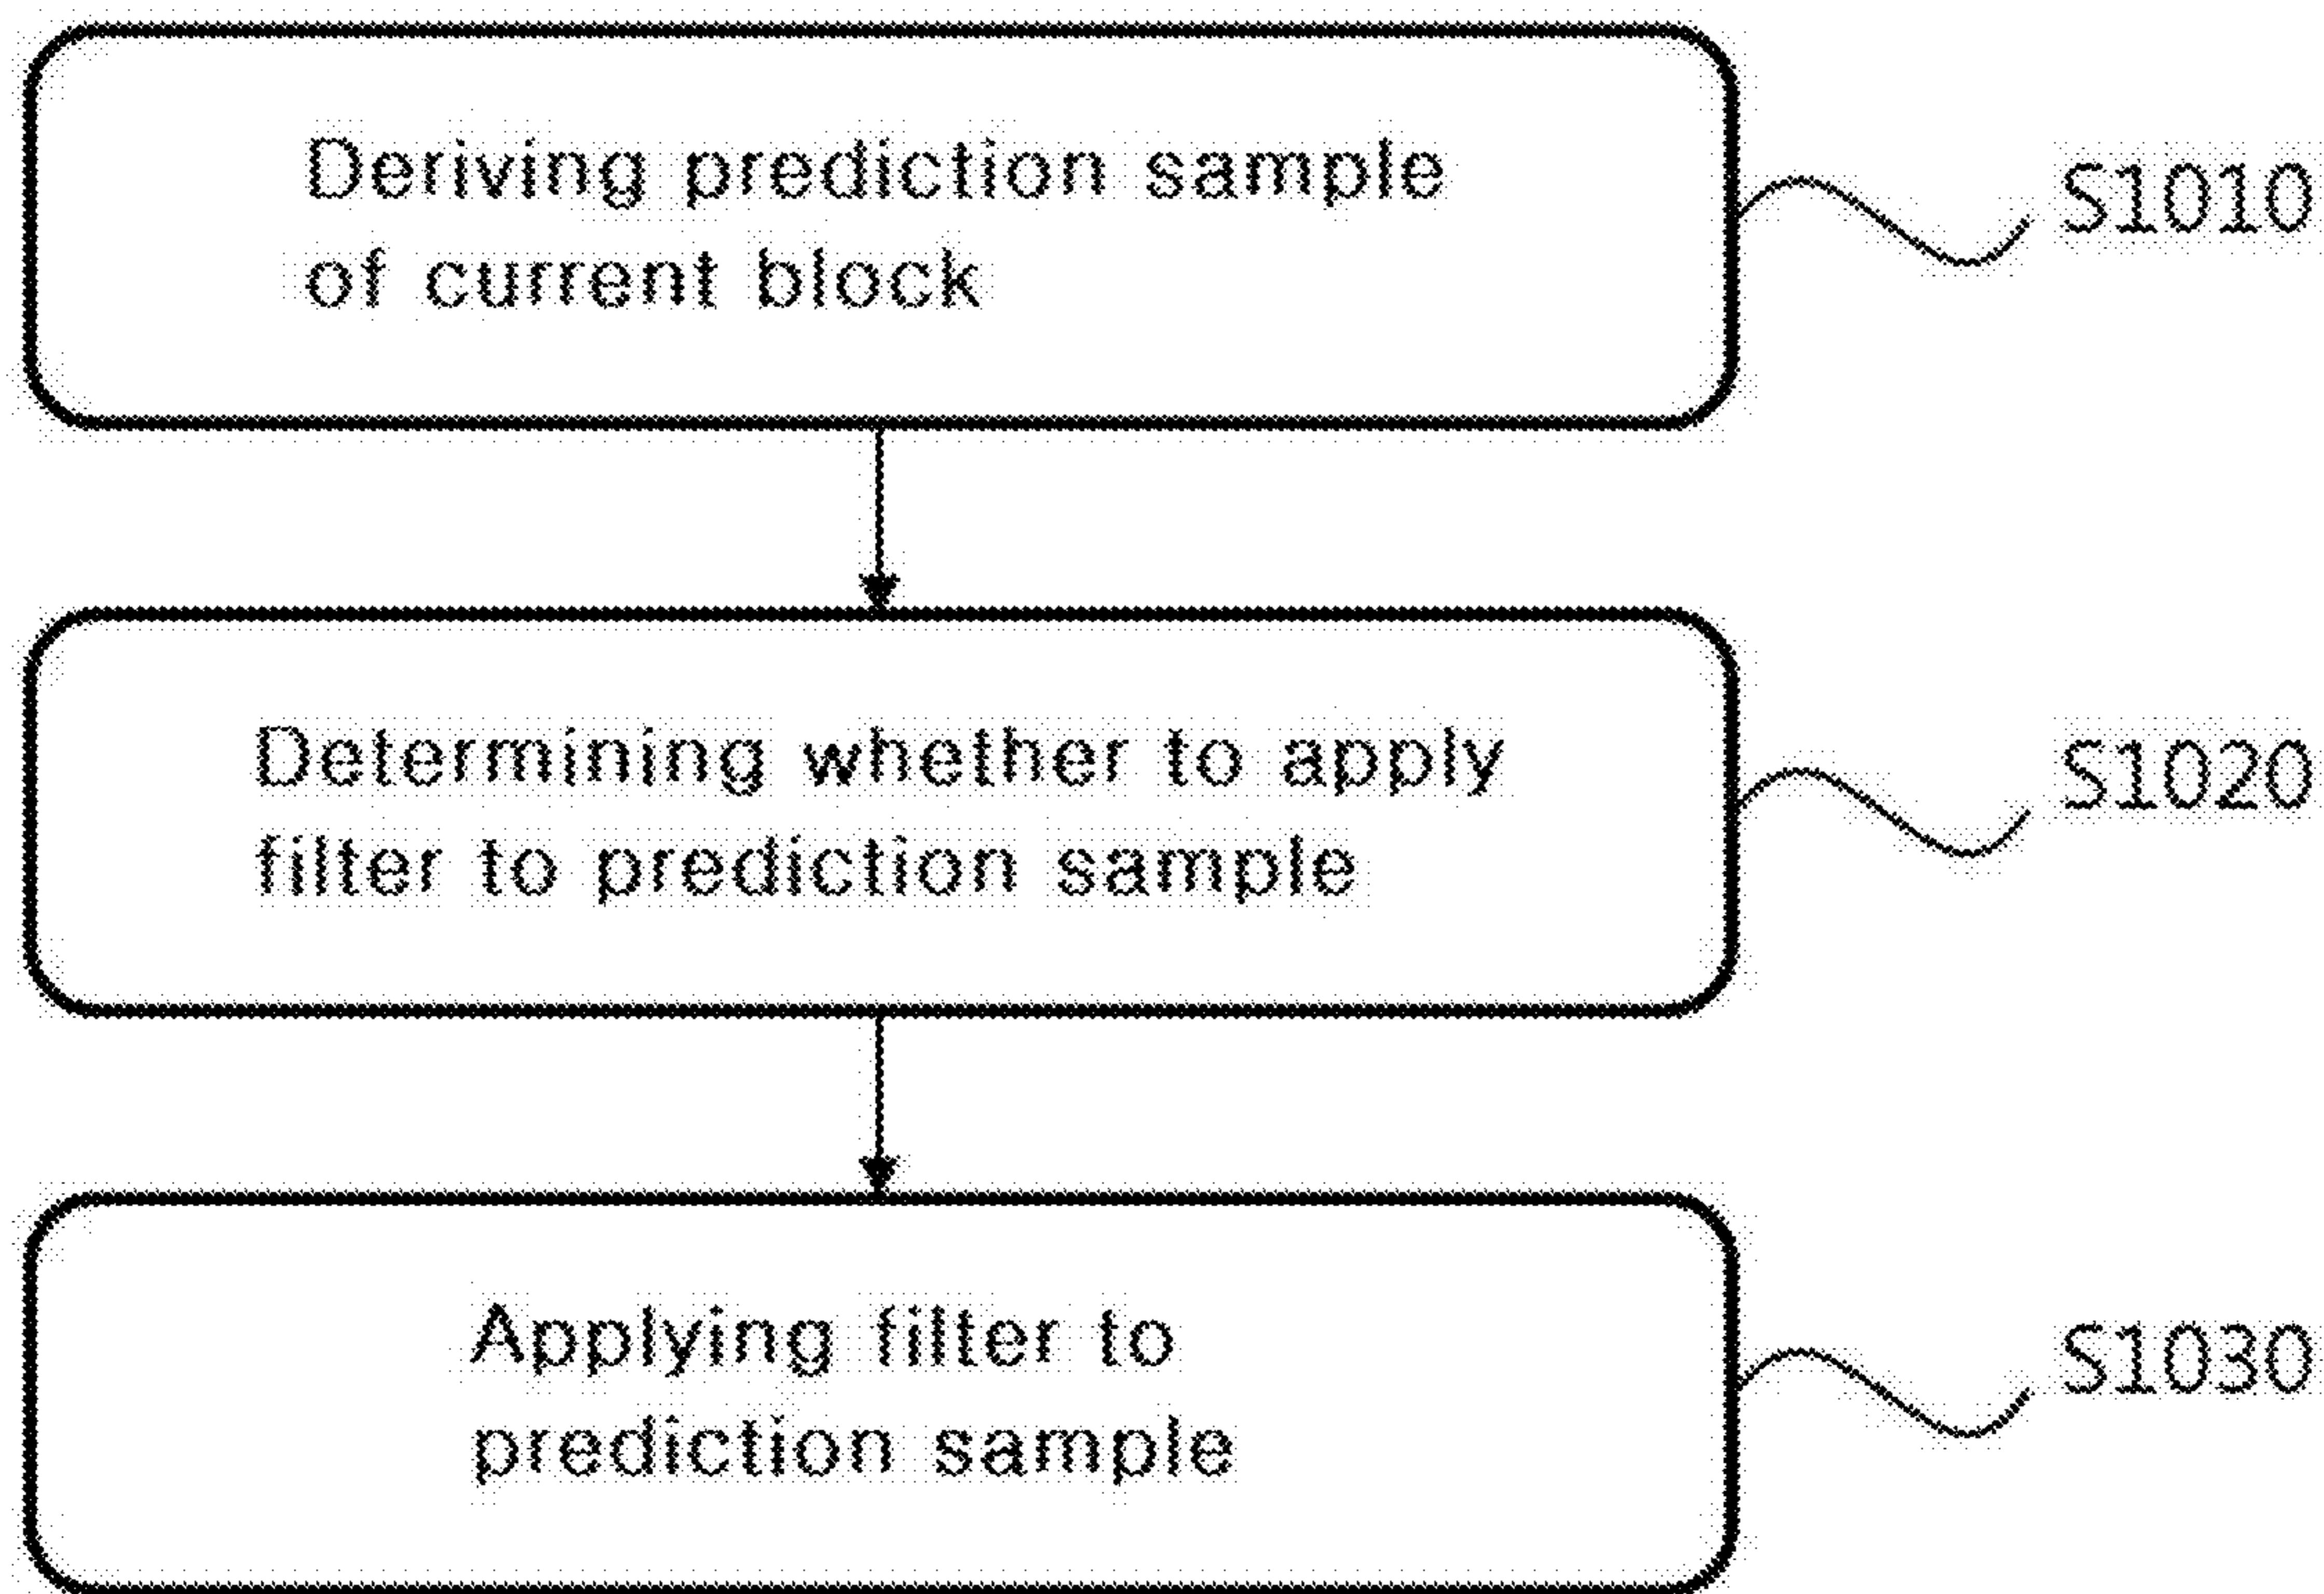 Deriving prediction sample
of current block
S1010
Determining whether to apply
filter to prediction sample
S1020
Applying filter to
prediction sample
S1030